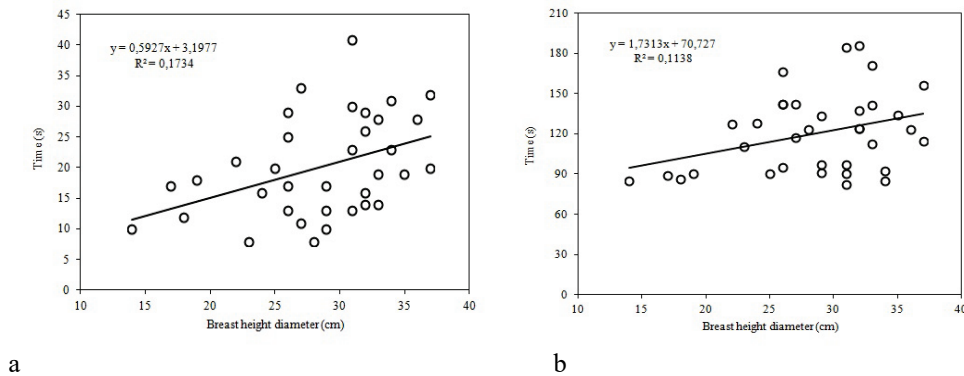 45
40
35
30
25
20
15
10
5
0
Time (s)
y = 0,5927x + 3,1977
R² = 0,1734
10 15 20 25 30 35 40
Breast height diameter (cm)
a
210
180
150
120
90
60
30
0
Time (s)
y = 1,7313x + 70,727
R² = 0,1138
10 15 20 25 30 35 40
Breast height diameter (cm)
b